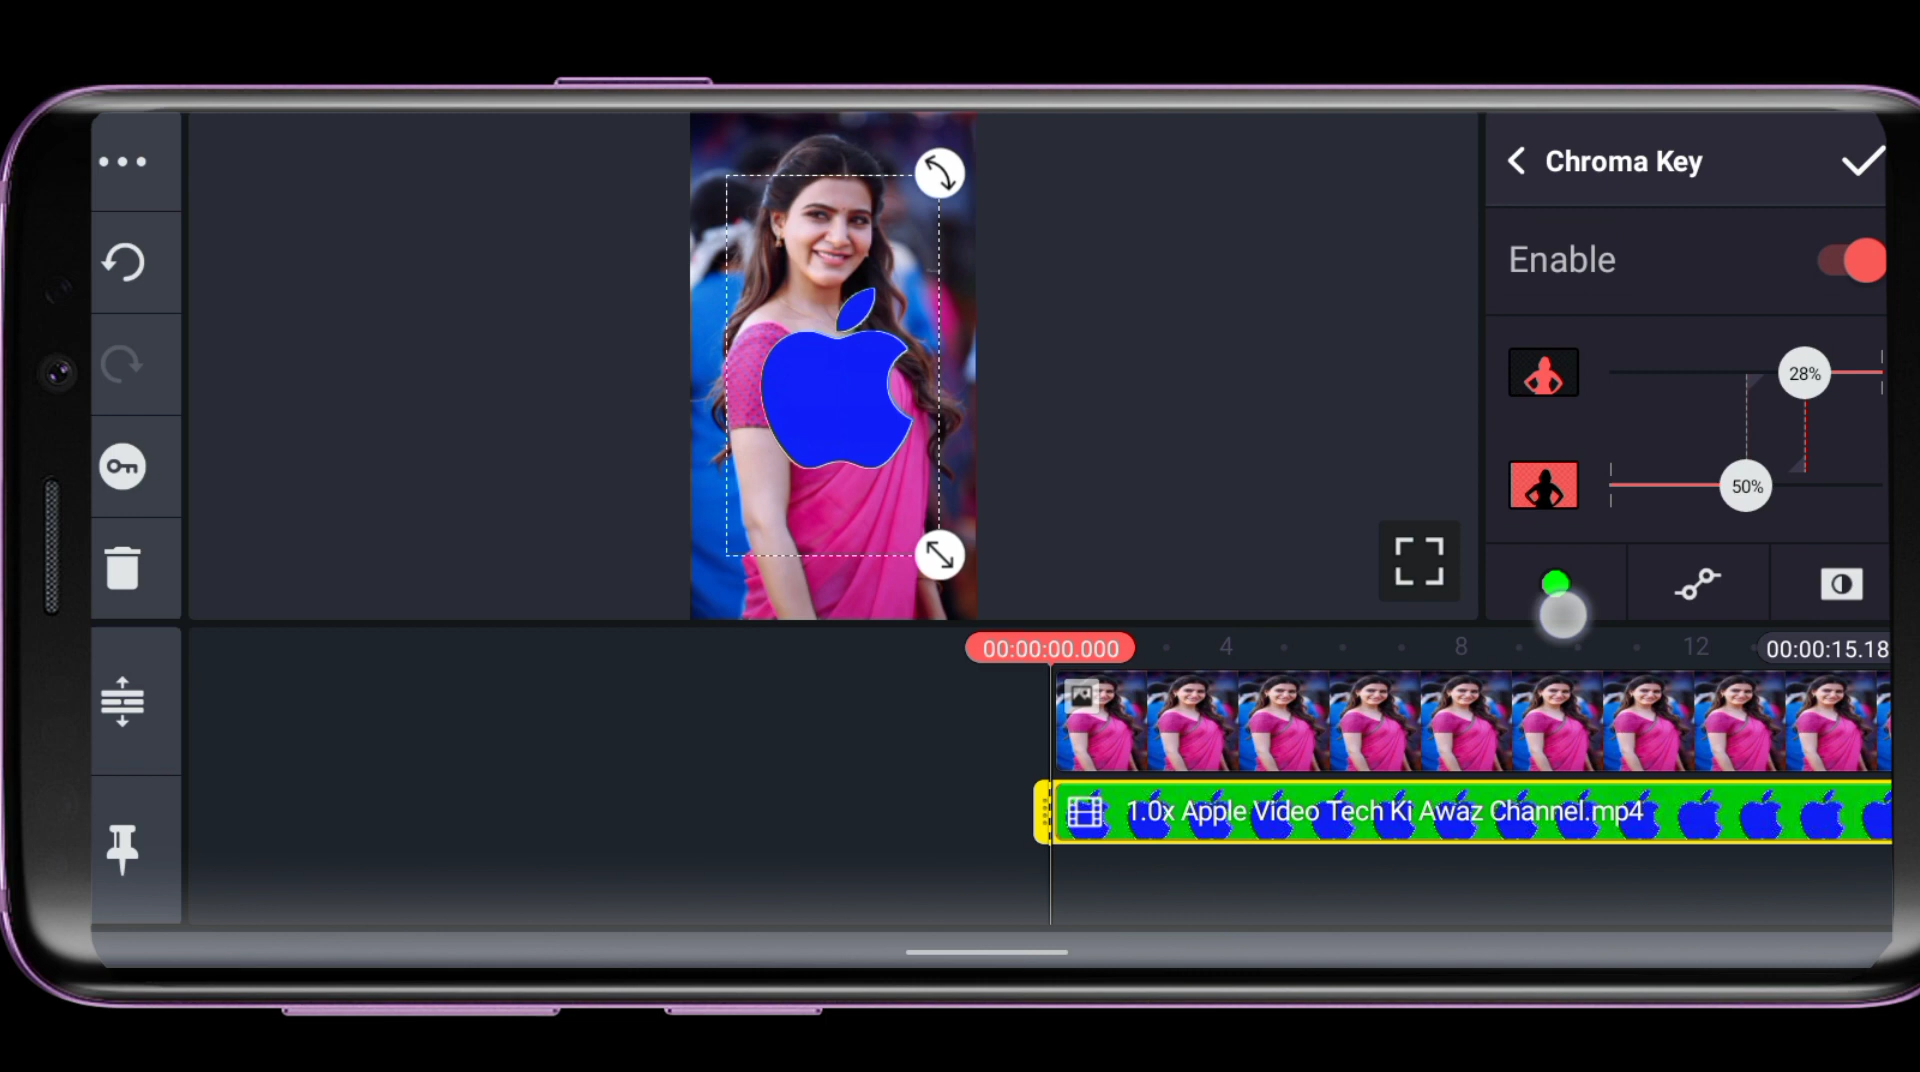 Chroma Key
Enable
28%
50%
00:00:00.000
4
8
12
00:00:15.18
1.0x Apple Video Tech Ki Awaz Channel.mp4